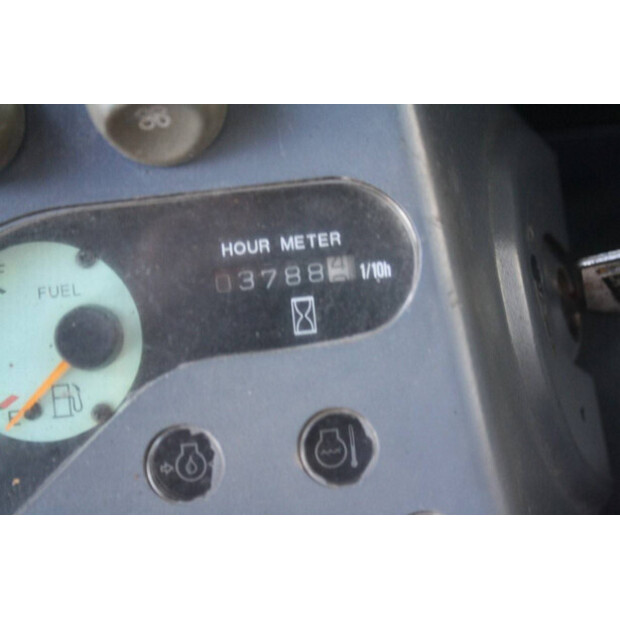 HOUR METER
03788 1/10h
FUEL
E